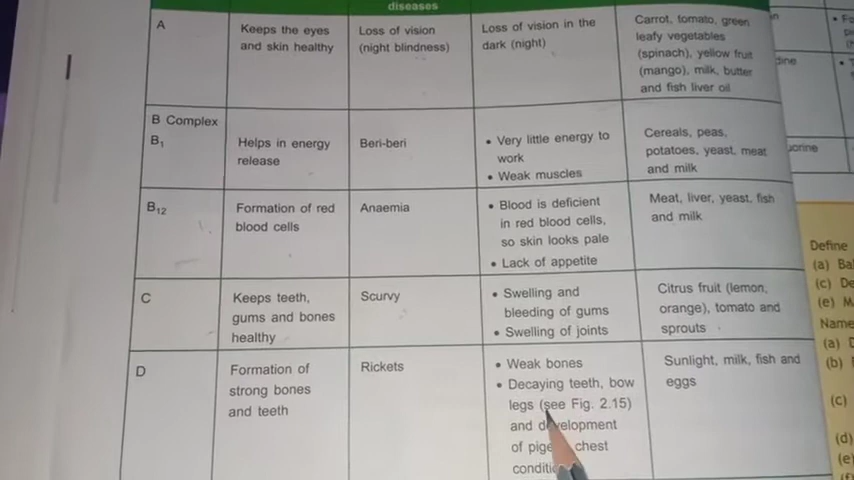 diseases
A
Keeps the eyes
and skin healthy
Loss of vision
(night blindness)
Loss of vision in the
dark (night)
Carrot, tomato, green
leafy vegetables
(spinach), yellow fruit
(mango), milk, butter
and fish liver oil
B Complex
B₁
Helps in energy
release
Beri-beri
• Very little energy to
work
• Weak muscles
Cereals, peas,
potatoes, yeast, meat
and milk
B₁₂
Formation of red
blood cells
Anaemia
• Blood is deficient
in red blood cells,
so skin looks pale
• Lack of appetite
Meat, liver, yeast, fish
and milk
C
Keeps teeth,
gums and bones
healthy
Scurvy
• Swelling and
bleeding of gums
• Swelling of joints
Citrus fruit (lemon,
orange), tomato and
sprouts
D
Formation of
strong bones
and teeth
Rickets
• Weak bones
• Decaying teeth, bow
legs (see Fig. 2.15)
and
of chest
Sunlight, milk, fish and
eggs
Define
(a)
(c)
(e)
Name
(a)
(b)
(c)
(d)
(e)